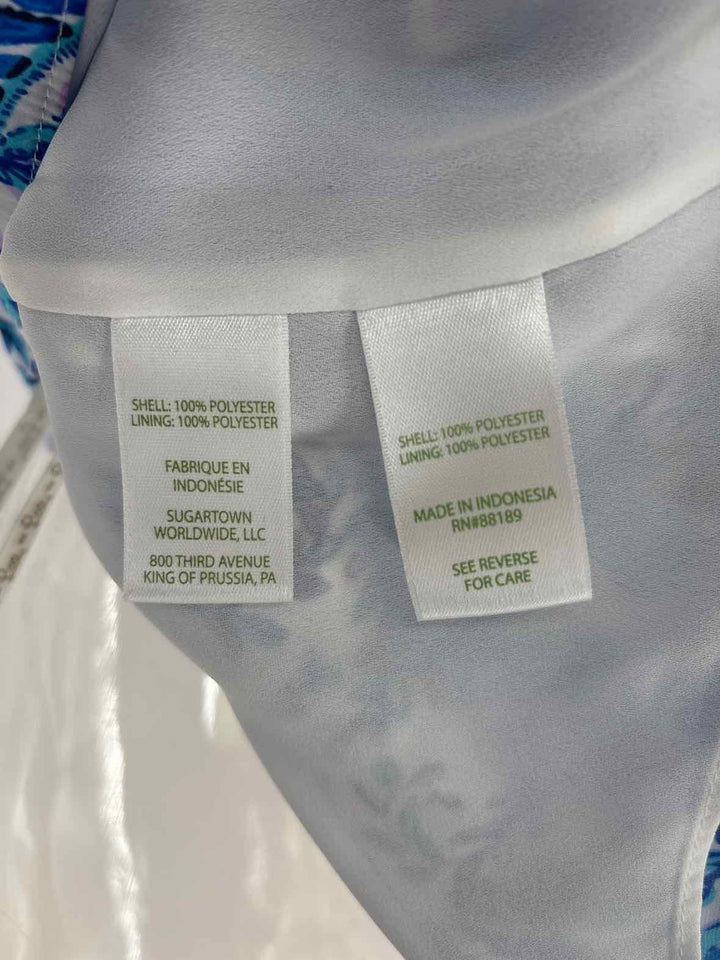 SHELL: 100% POLYESTER
LINING: 100% POLYESTER
FABRIQUE EN
INDONÉSIE
SUGARTOWN
WORLDWIDE, LLC
800 THIRD AVENUE
KING OF PRUSSIA, PA
SHELL: 100% POLYESTER
LINING: 100% POLYESTER
MADE IN INDONESIA
RN#88189
SEE REVERSE
FOR CARE